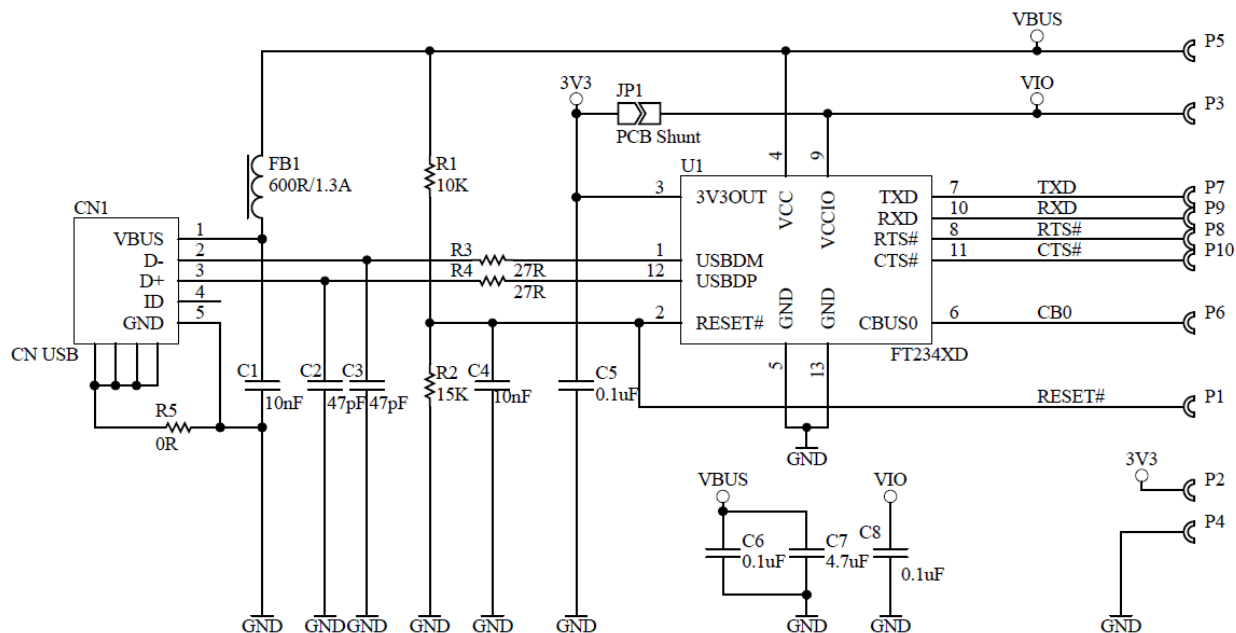 VBUS
P5
3V3
JP1
VIO
P3
PCB Shunt
FB1
600R/1.3A
R1
10K
U1
4
9
CN1
3
3V3OUT
VCC
VCCIO
TXD
7
TXD
P7
RXD
10
RXD
P9
RTS#
8
RTS#
P8
CTS#
11
CTS#
P10
VBUS
1
D-
2
R3
27R
1
USBDM
D+
3
R4
27R
12
USBDP
ID
4
GND
5
2
RESET#
GND
GND
CBUS0
6
CB0
P6
CN USB
FT234XD
C1
10nF
C2
47pF
C3
47pF
R2
15K
C4
10nF
C5
0.1uF
5
13
R5
0R
RESET#
P1
GND
VBUS
VIO
3V3
P2
P4
C6
0.1uF
C7
4.7uF
C8
0.1uF
GND
GND
GND
GND
GND
GND
GND
GND
GND